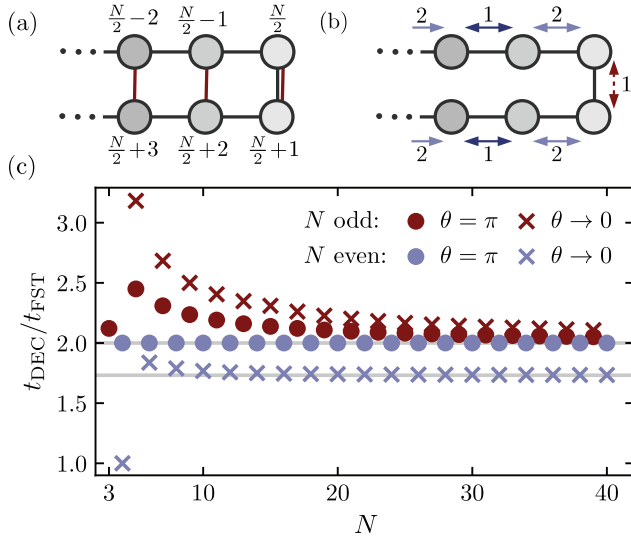 (a)
N/2−2 N/2−1 N/2
N/2+3 N/2+2 N/2+1
(b)
2 1 2
1
2 1 2
(c)
N odd: θ = π θ → 0
N even: θ = π θ → 0
t_DEC/t_FST
3.0
2.5
2.0
1.5
1.0
3 10 20 30 40
N